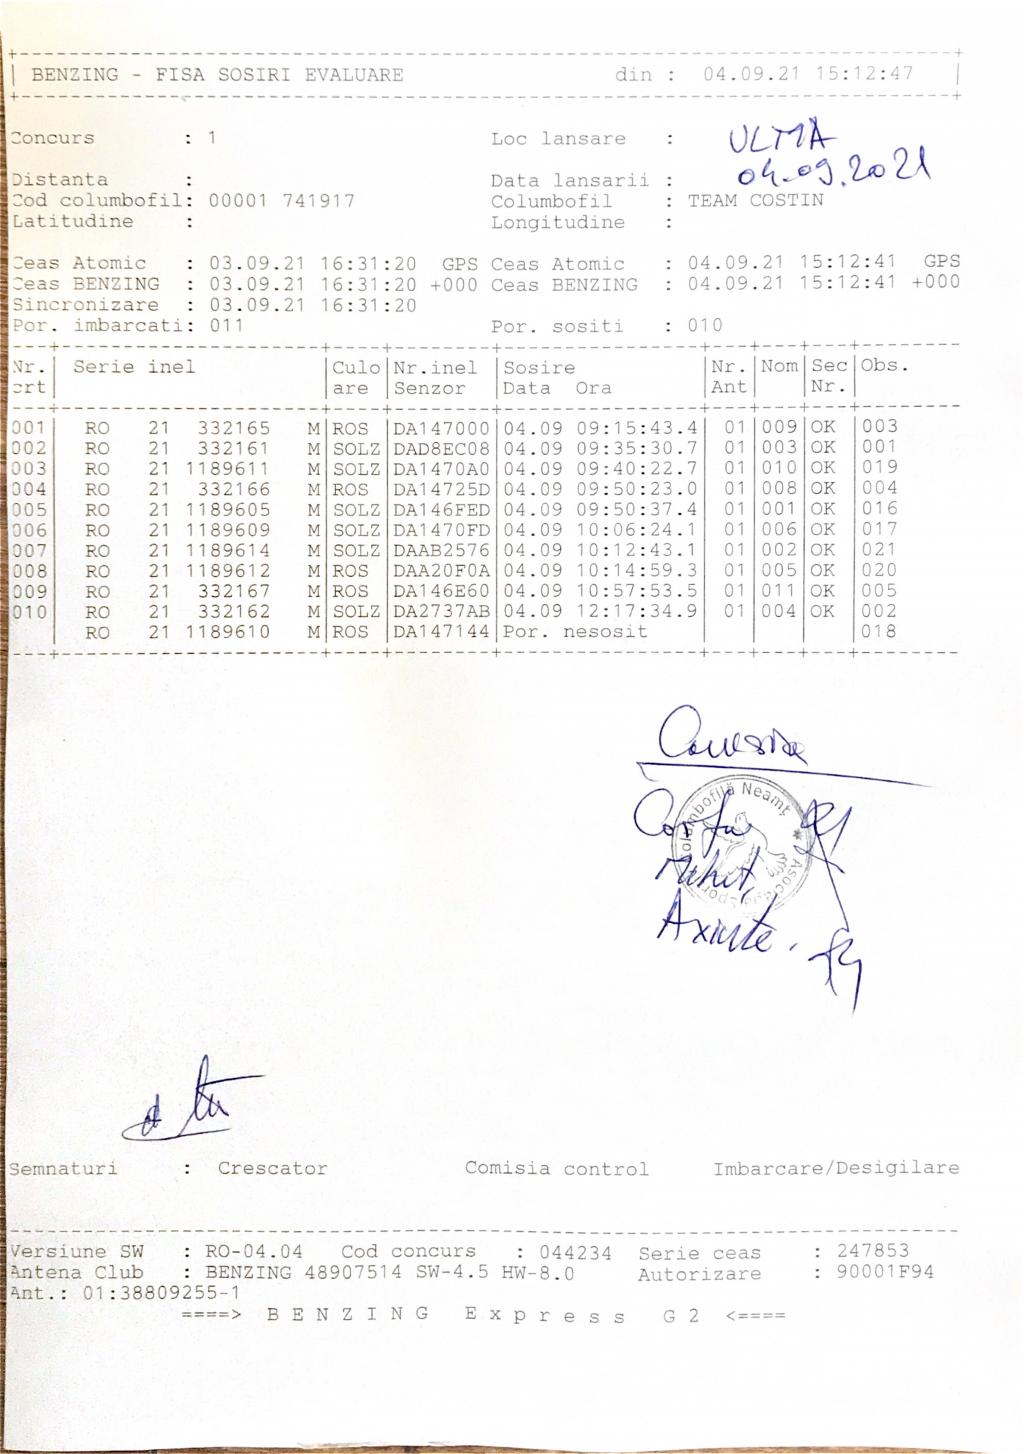 BENZING - FISA SOSIRI EVALUARE din : 04.09.21 15:12:47
Concurs : 1 Loc lansare : ULTMA
Distanta : Data lansarii : 04.09.2021
Cod columbofil: 00001 741917 Columbofil : TEAM COSTIN
Latitudine : Longitudine :
Ceas Atomic : 03.09.21 16:31:20 GPS Ceas Atomic : 04.09.21 15:12:41 GPS
Ceas BENZING : 03.09.21 16:31:20 +000 Ceas BENZING : 04.09.21 15:12:41 +000
Sincronizare : 03.09.21 16:31:20
Por. imbarcati: 011 Por. sositi : 010
Nr. Serie inel Culo Nr.inel Sosire Nr. Nom Sec Obs.
crt are Senzor Data Ora Ant Nr.
001 RO 21 332165 M ROS DA147000 04.09 09:15:43.4 01 009 OK 003
002 RO 21 332161 M SOLZ DAD8EC08 04.09 09:35:30.7 01 003 OK 001
003 RO 21 1189611 M SOLZ DA1470A0 04.09 09:40:22.7 01 010 OK 019
004 RO 21 332166 M ROS DA14725D 04.09 09:50:23.0 01 008 OK 004
005 RO 21 1189605 M SOLZ DA146FED 04.09 09:50:37.4 01 001 OK 016
006 RO 21 1189609 M SOLZ DA1470FD 04.09 10:06:24.1 01 006 OK 017
007 RO 21 1189614 M SOLZ DAAB2576 04.09 10:12:43.1 01 002 OK 021
008 RO 21 1189612 M ROS DAA20F0A 04.09 10:14:59.3 01 005 OK 020
009 RO 21 332167 M ROS DA146E60 04.09 10:57:53.5 01 011 OK 005
010 RO 21 332162 M SOLZ DA2737AB 04.09 12:17:34.9 01 004 OK 002
RO 21 1189610 M ROS DA147144 Por. nesosit 018
Columbofilă Neamț * Asociația
Axinte.
Semnaturi : Crescator Comisia control Imbarcare/Desigilare
Versiune SW : RO-04.04 Cod concurs : 044234 Serie ceas : 247853
Antena Club : BENZING 48907514 SW-4.5 HW-8.0 Autorizare : 90001F94
Ant.: 01:38809255-1
====> BENZING Express G2 <====